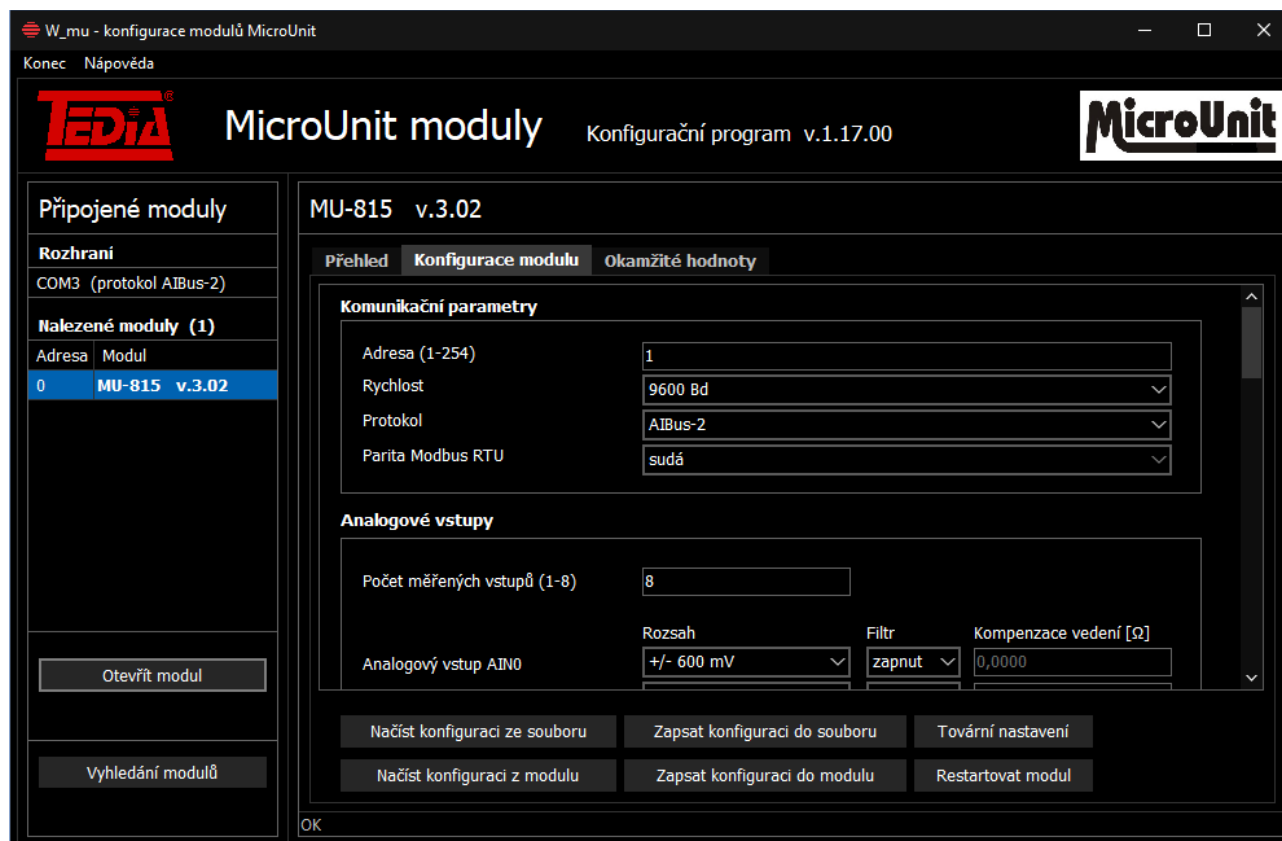 W_mu - konfigurace modulů MicroUnit
Konec Nápověda
TEDiA®
MicroUnit moduly Konfigurační program v.1.17.00
MicroUnit
Připojené moduly
Rozhraní
COM3 (protokol AIBus-2)
Nalezené moduly (1)
Adresa Modul
0 MU-815 v.3.02
Otevřít modul
Vyhledání modulů
MU-815 v.3.02
Přehled Konfigurace modulu Okamžité hodnoty
Komunikační parametry
Adresa (1-254) 1
Rychlost 9600 Bd
Protokol AIBus-2
Parita Modbus RTU sudá
Analogové vstupy
Počet měřených vstupů (1-8) 8
Rozsah Filtr Kompenzace vedení [Ω]
Analogový vstup AIN0 +/- 600 mV zapnut 0,0000
Načíst konfiguraci ze souboru Zapsat konfiguraci do souboru Tovární nastavení
Načíst konfiguraci z modulu Zapsat konfiguraci do modulu Restartovat modul
OK